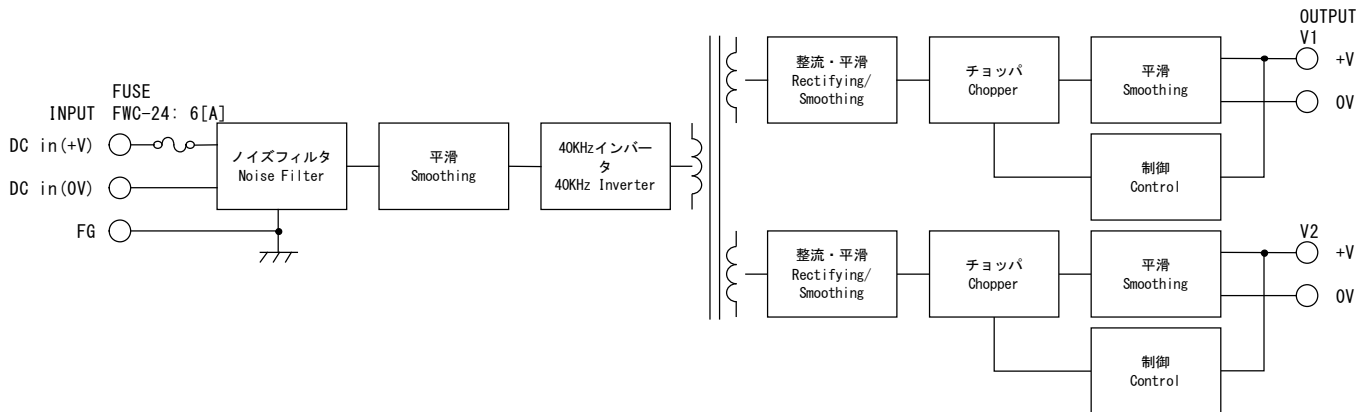 FUSE
INPUT FWC-24: 6[A]
DC in(+V)
DC in(0V)
FG
ノイズフィルタ
Noise Filter
平滑
Smoothing
40KHzインバー
タ
40KHz Inverter
整流・平滑
Rectifying/
Smoothing
チョッパ
Chopper
平滑
Smoothing
制御
Control
OUTPUT
V1
+V
0V
整流・平滑
Rectifying/
Smoothing
チョッパ
Chopper
平滑
Smoothing
制御
Control
V2
+V
0V